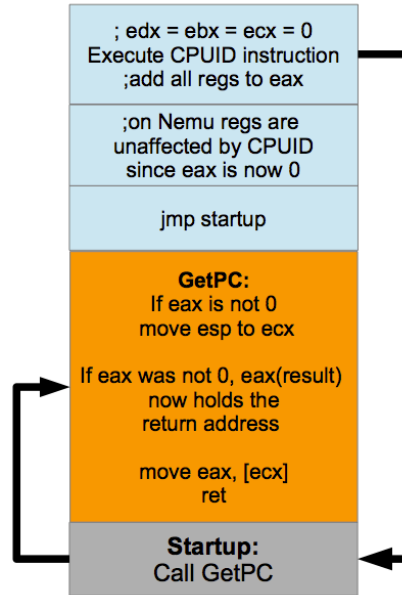 ; edx = ebx = ecx = 0
Execute CPUID instruction
;add all regs to eax
;on Nemu regs are
unaffected by CPUID
since eax is now 0
jmp startup
GetPC:
If eax is not 0
move esp to ecx
If eax was not 0, eax(result)
now holds the
return address
move eax, [ecx]
ret
Startup:
Call GetPC